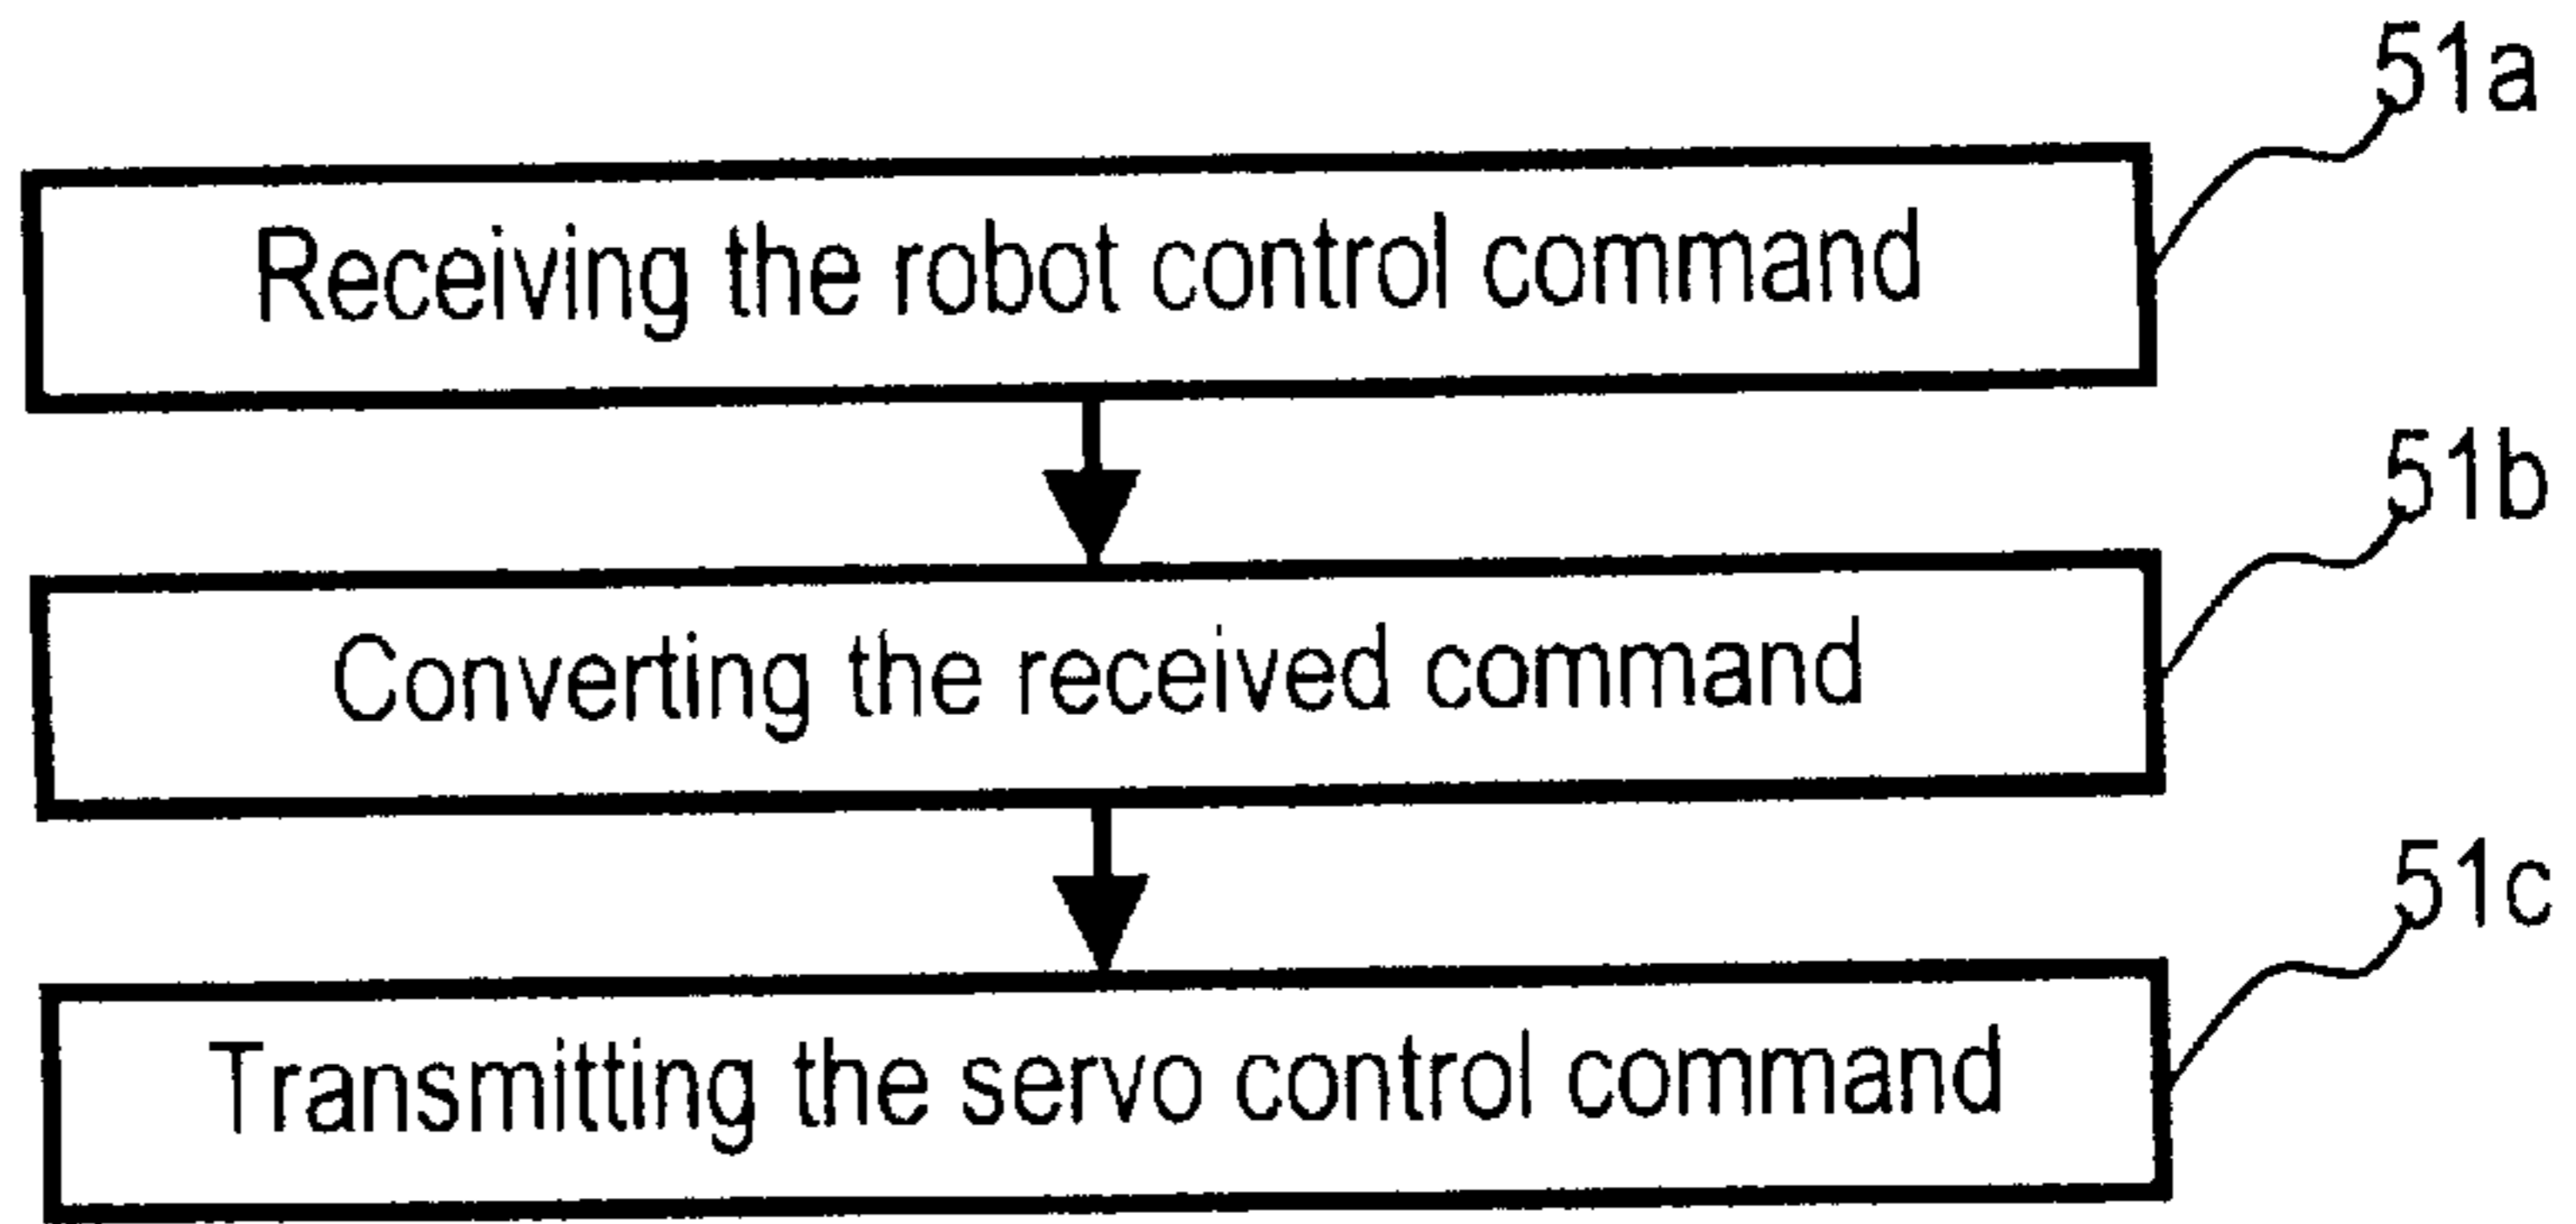 51a
Receiving the robot control command
51b
Converting the received command
51c
Transmitting the servo control command